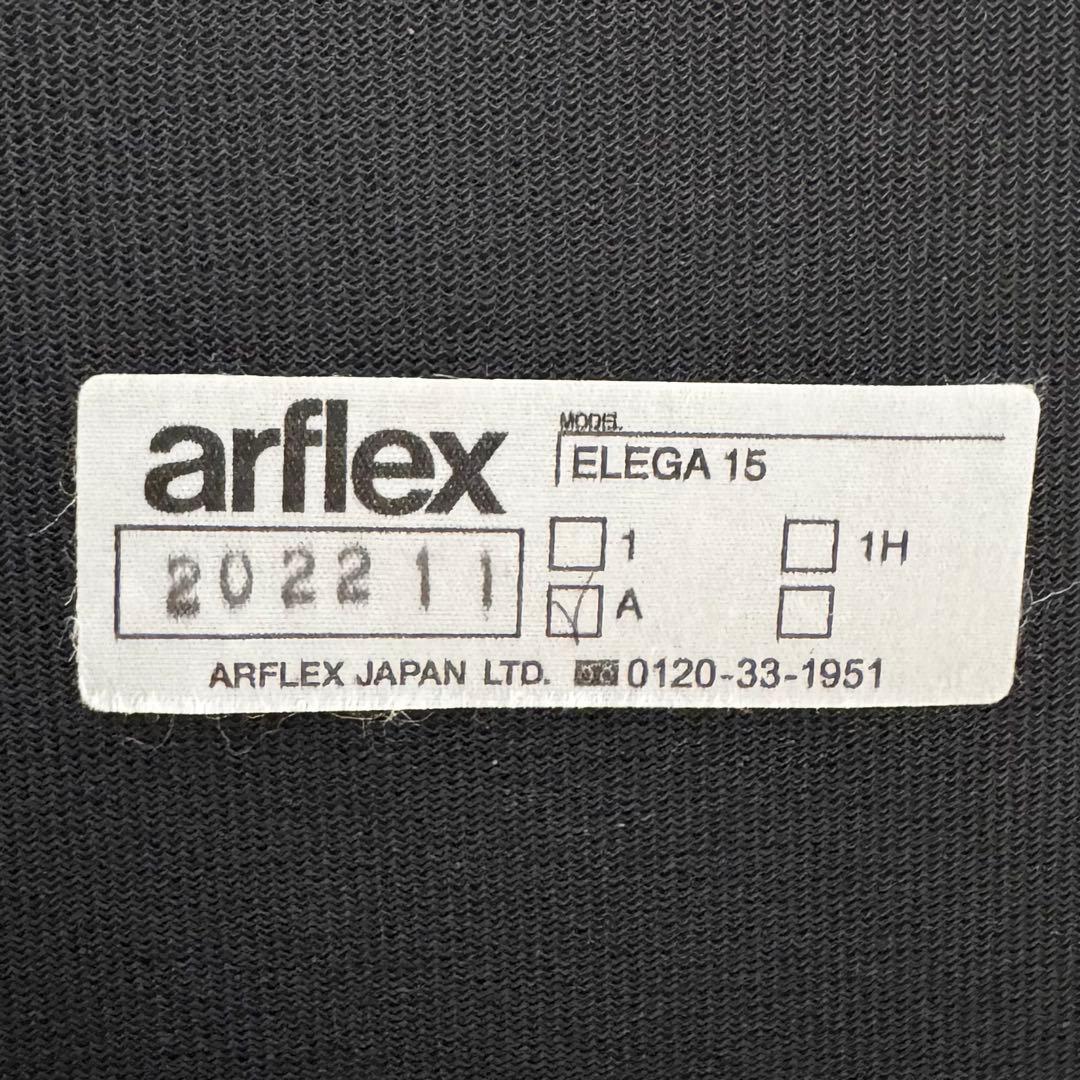 arflex
MODEL
ELEGA 15
202211
1
1H
A
ARFLEX JAPAN LTD. 0120-33-1951